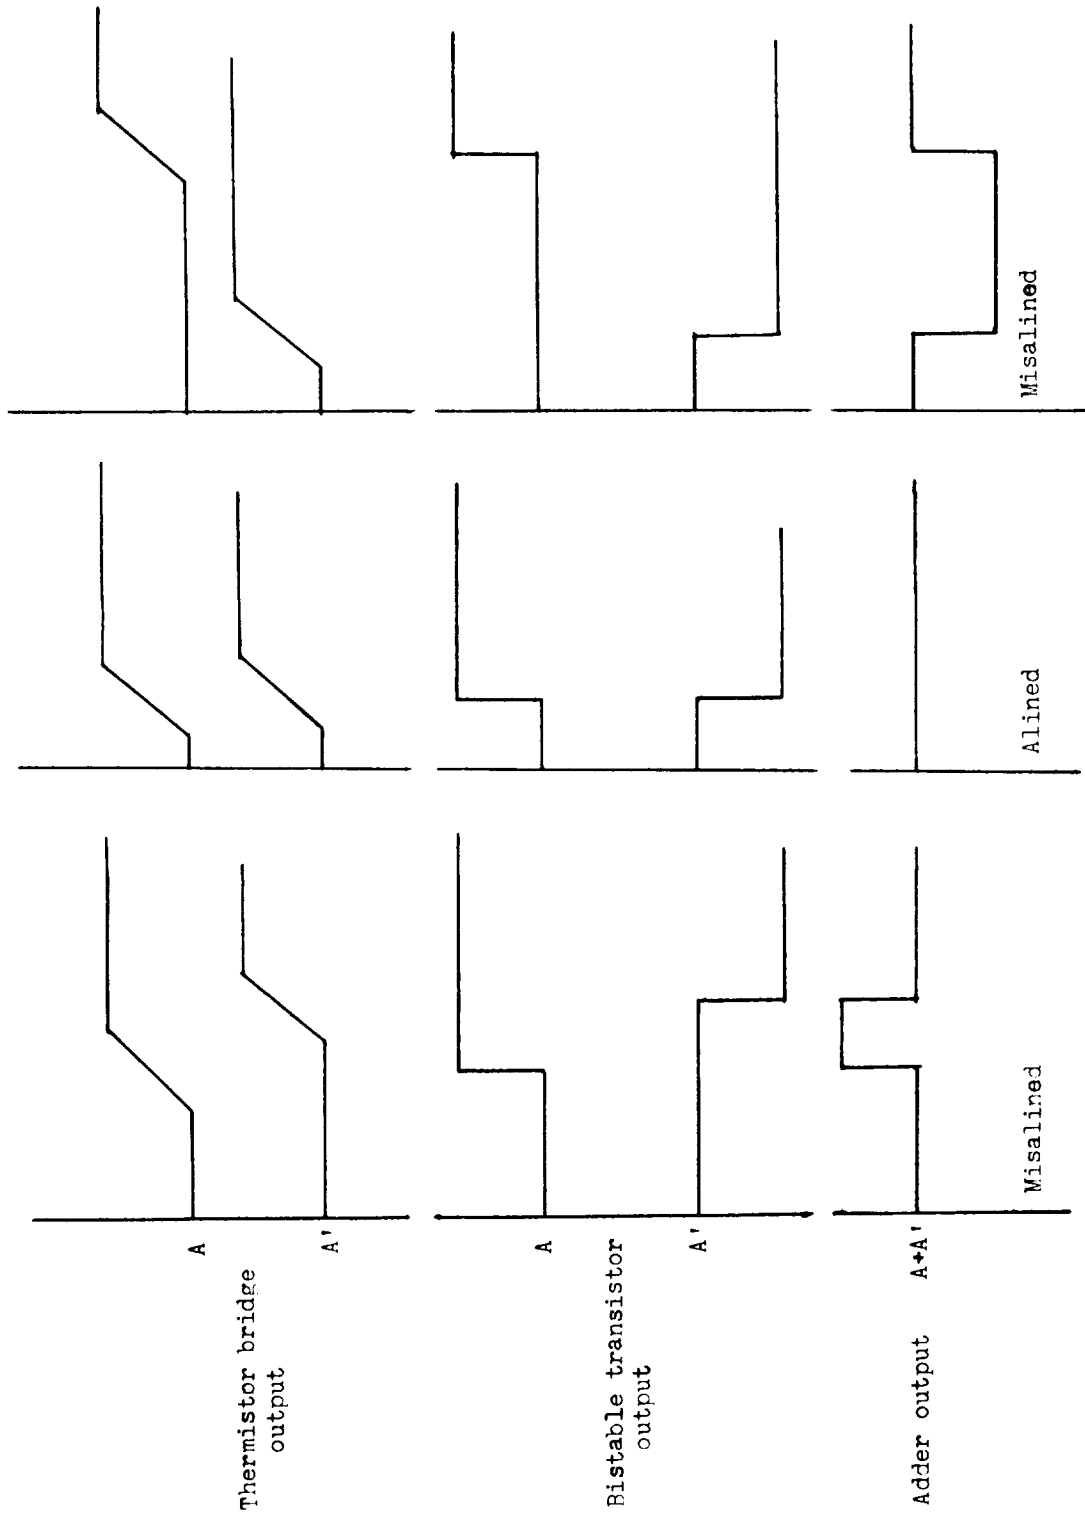 A
Thermistor bridge
output
A'
A
Bistable transistor
output
A'
Adder output A+A'
Misalined
Alined
Misalined